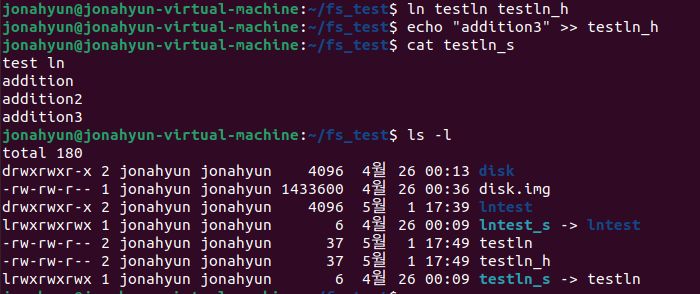 jonahyun@jonahyun-virtual-machine:~/fs_test$ ln testln testln_h
jonahyun@jonahyun-virtual-machine:~/fs_test$ echo "addition3" >> testln_h
jonahyun@jonahyun-virtual-machine:~/fs_test$ cat testln_s
test ln
addition
addition2
addition3
jonahyun@jonahyun-virtual-machine:~/fs_test$ ls -l
total 180
drwxrwxr-x 2 jonahyun jonahyun    4096  4월 26 00:13 disk
-rw-rw-r-- 1 jonahyun jonahyun 1433600  4월 26 00:36 disk.img
drwxrwxr-x 2 jonahyun jonahyun    4096  5월  1 17:39 lntest
lrwxrwxrwx 1 jonahyun jonahyun       6  4월 26 00:09 lntest_s -> lntest
-rw-rw-r-- 2 jonahyun jonahyun      37  5월  1 17:49 testln
-rw-rw-r-- 2 jonahyun jonahyun      37  5월  1 17:49 testln_h
lrwxrwxrwx 1 jonahyun jonahyun       6  4월 26 00:09 testln_s -> testln